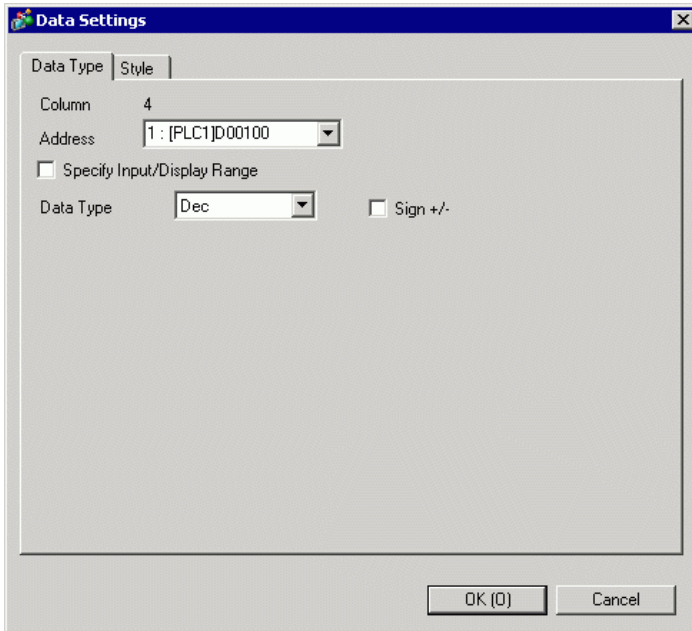 Data Settings
Data Type Style
Column 4
Address 1 : [PLC1]D00100
Specify Input/Display Range
Data Type Dec Sign +/-
OK (O) Cancel